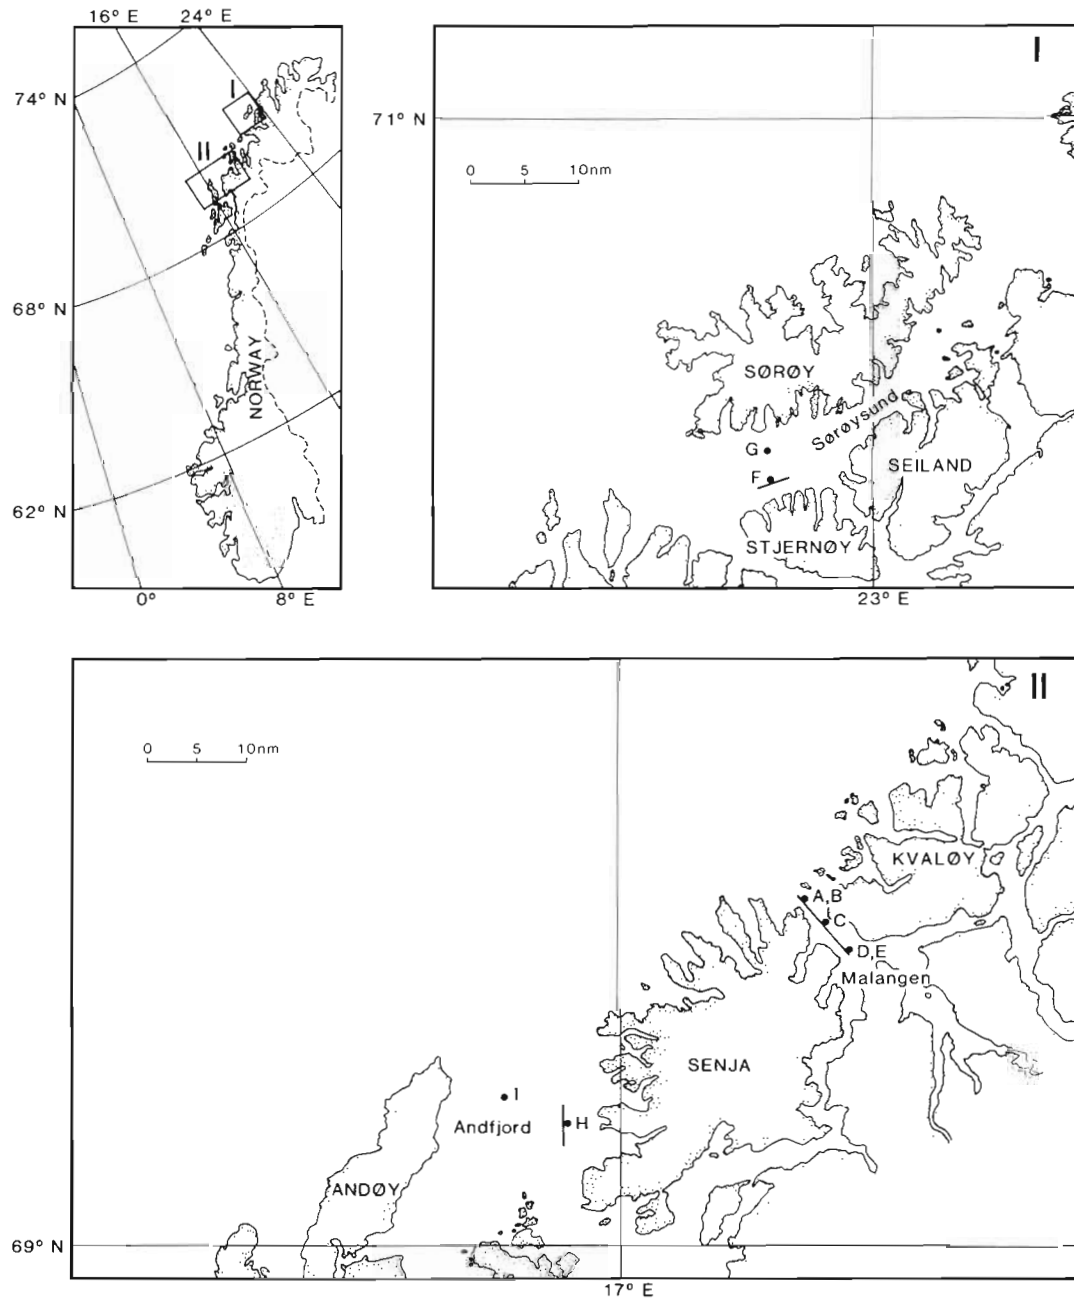 16° E 24° E
74° N
I
II
68° N
NORWAY
62° N
0° 8° E
I
71° N
0 5 10nm
SØRØY
Sørøysund
G
SEILAND
F
STJERNØY
23° E
II
0 5 10nm
KVALØY
A,B
C
D,E
Malangen
SENJA
I
Andfjord
H
ANDØY
69° N
17° E